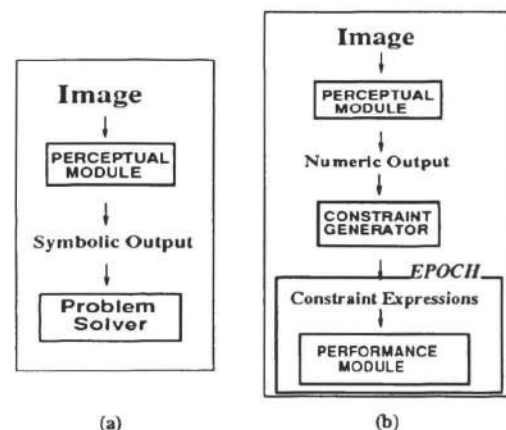 Image
PERCEPTUAL
MODULE
Symbolic Output
Problem
Solver
(a)
Image
PERCEPTUAL
MODULE
Numeric Output
CONSTRAINT
GENERATOR
EPOCH
Constraint Expressions
PERFORMANCE
MODULE
(b)